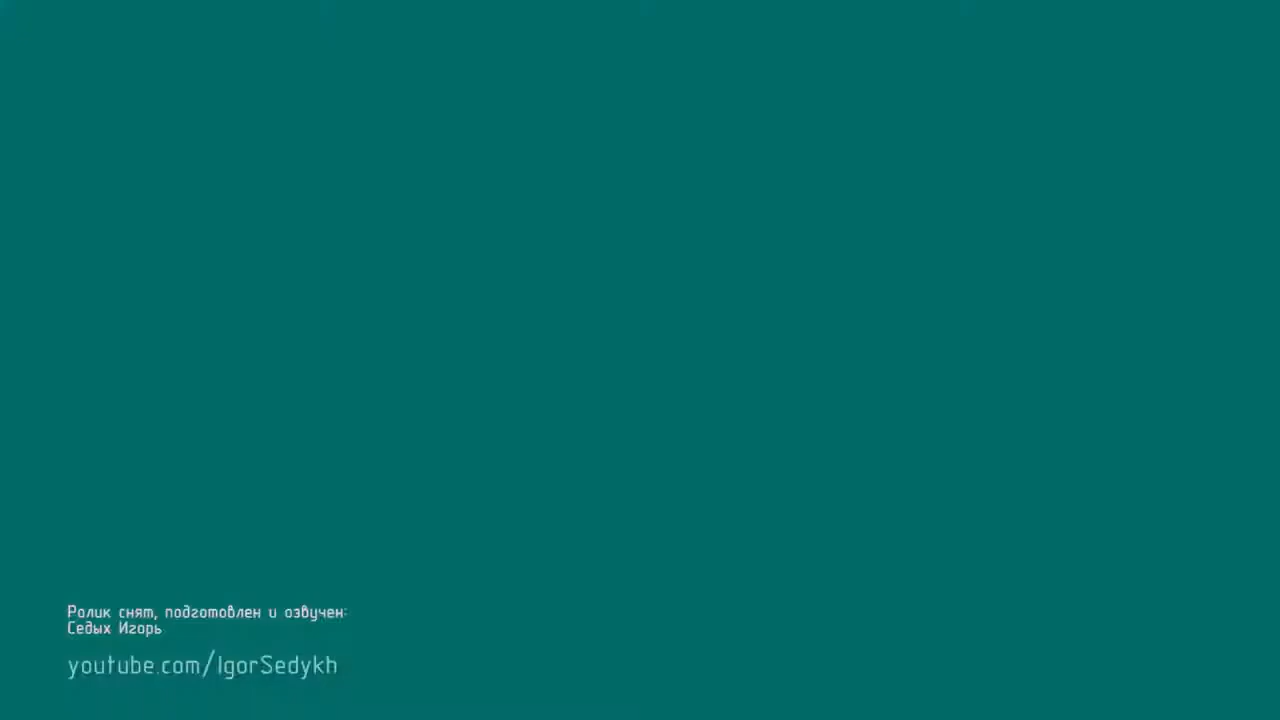 Ролик снят, подготовлен и озвучен:
Седых Игорь
youtube.com/IgorSedykh